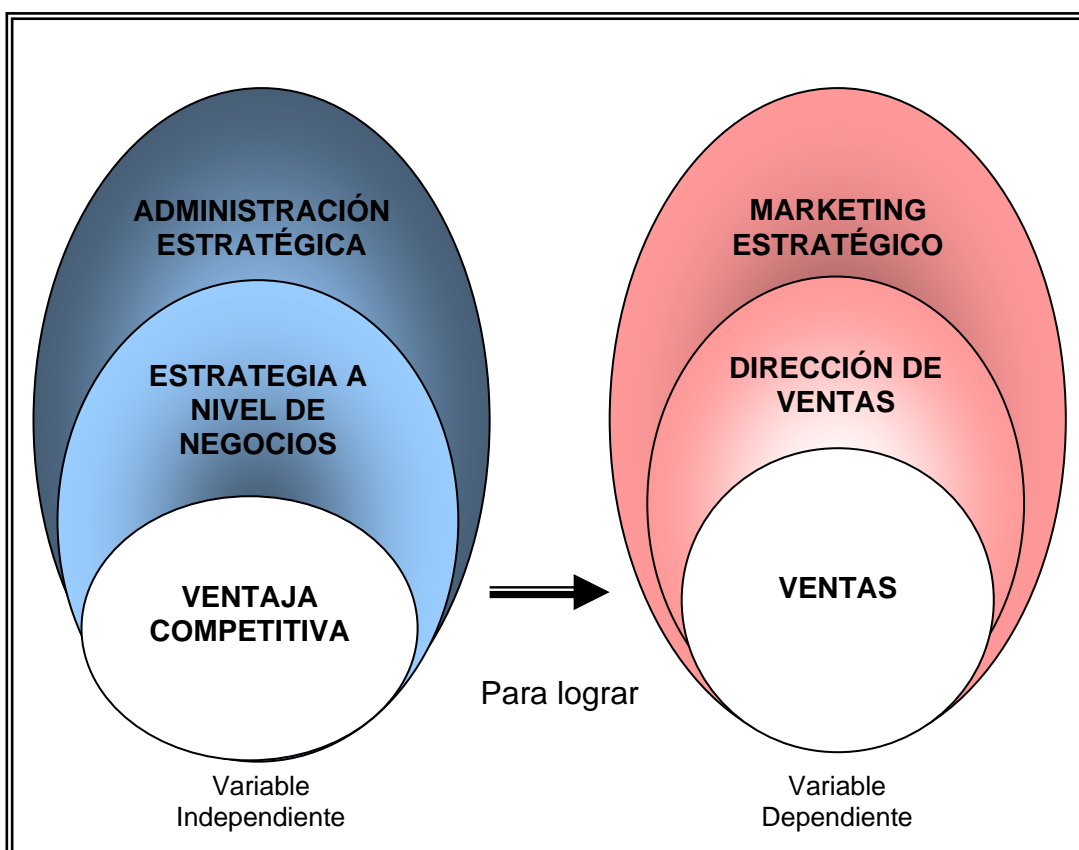 ADMINISTRACIÓN
ESTRATÉGICA
ESTRATEGIA A
NIVEL DE
NEGOCIOS
VENTAJA
COMPETITIVA
Variable
Independiente
Para lograr
MARKETING
ESTRATÉGICO
DIRECCIÓN DE
VENTAS
VENTAS
Variable
Dependiente